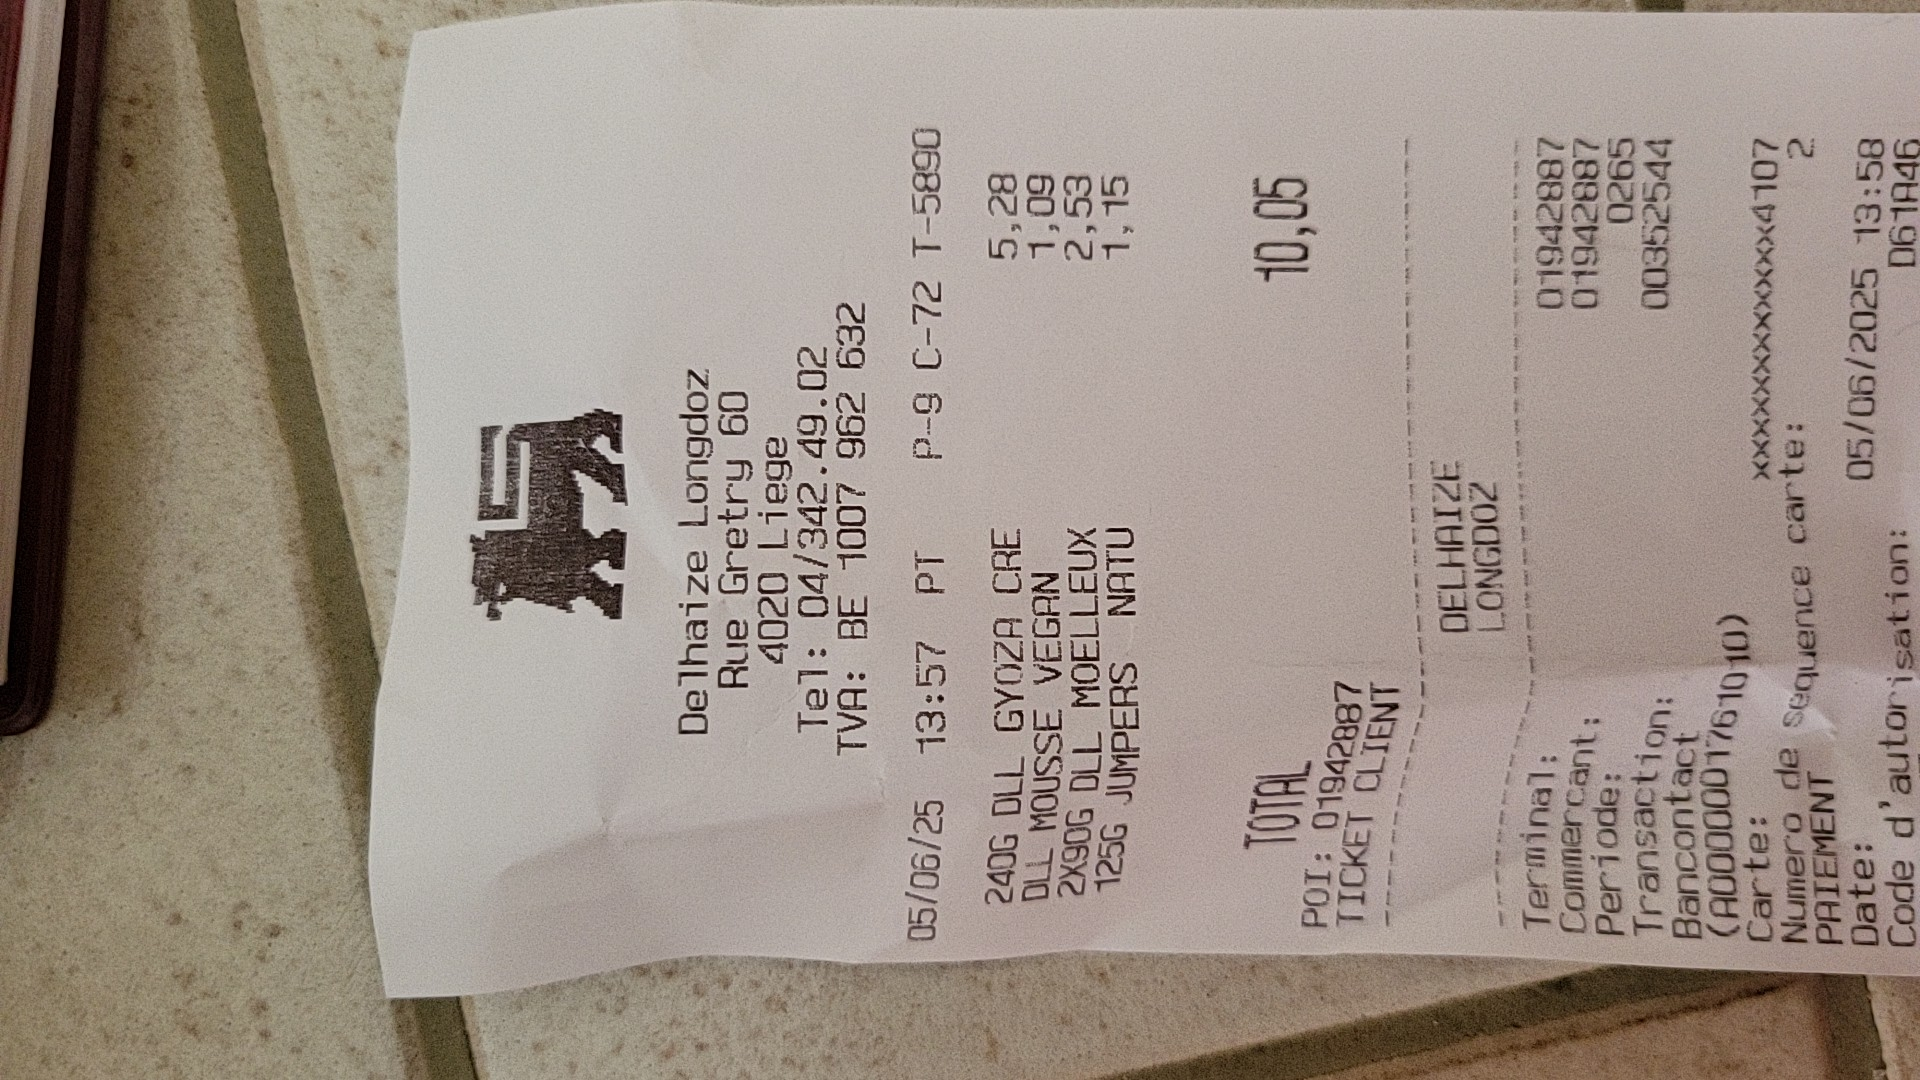 Delhaize Longdoz
Rue Gretry 60
4020 Liege
Tel: 04/342.49.02
TVA: BE 1007 962 632
05/06/25 13:57 PT P-9 C-72 T-5890
240G DLL GYOZA CRE 5,28
DLL MOUSSE VEGAN 1,09
2X90G DLL MOELLEUX 2,53
125G JUMPERS NATU 1,15
TOTAL 10,05
POI: 01942887
TICKET CLIENT
DELHAIZE
LONGDOZ
Terminal: 01942887
Commercant: 01942887
Periode: 0265
Transaction: 00352544
Bancontact
(A0000D1761010)
Carte: xxxxxxxxxxxxx4107
Numero de sequence carte: 2
PAIEMENT
Date: 05/06/2025 13:58
Code d'autorisation: D61A46